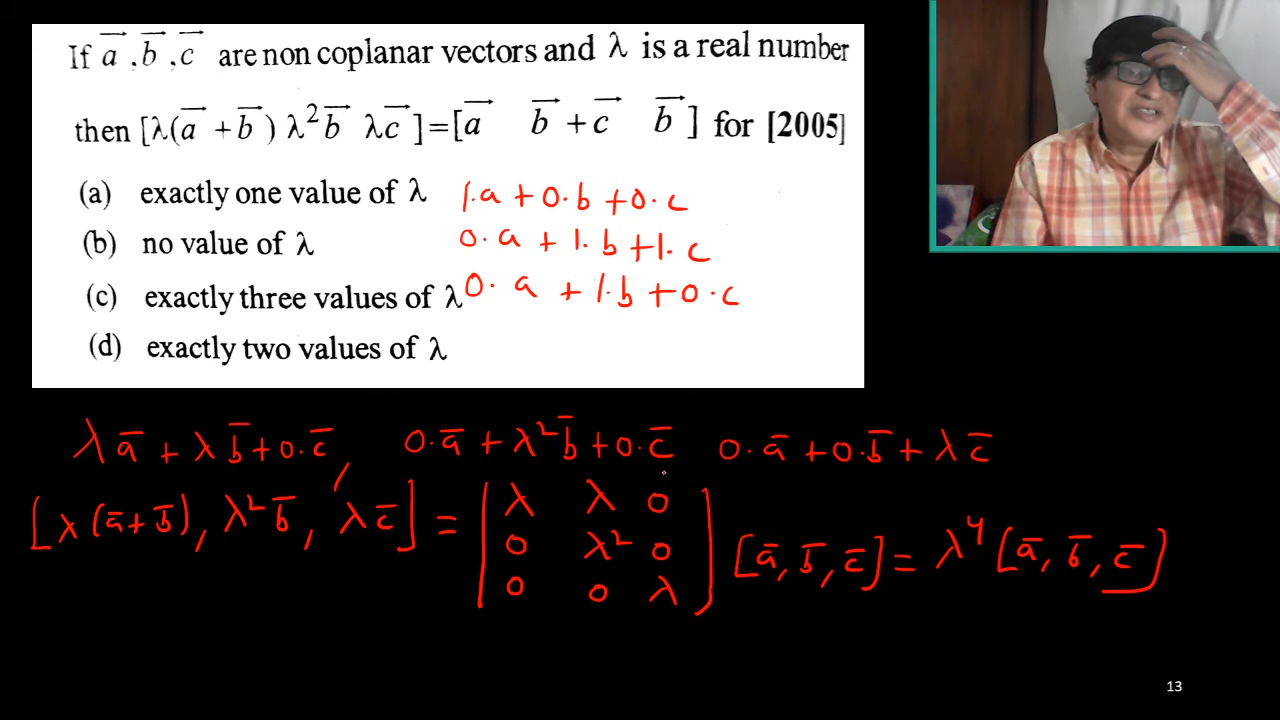 If a⃗ , b⃗ , c⃗ are non coplanar vectors and λ is a real number
then [λ(a⃗ + b⃗ ) λ²b⃗ λc⃗ ] = [a⃗ b⃗ + c⃗ b⃗ ] for [2005]
(a) exactly one value of λ 1.a + 0.b + 0.c
(b) no value of λ 0.a + 1.b + 1.c
(c) exactly three values of λ 0.a + 1.b + 0.c
(d) exactly two values of λ
λa̅ + λb̅ + 0.c̅, 0.a̅ + λ²b̅ + 0.c̅ 0.a̅ + 0.b̅ + λc̅
[λ(a̅ + b̅), λ²b̅, λc̅] = |λ λ 0; 0 λ² 0; 0 0 λ| [a̅, b̅, c̅] = λ⁴ [a̅, b̅, c̅]
13